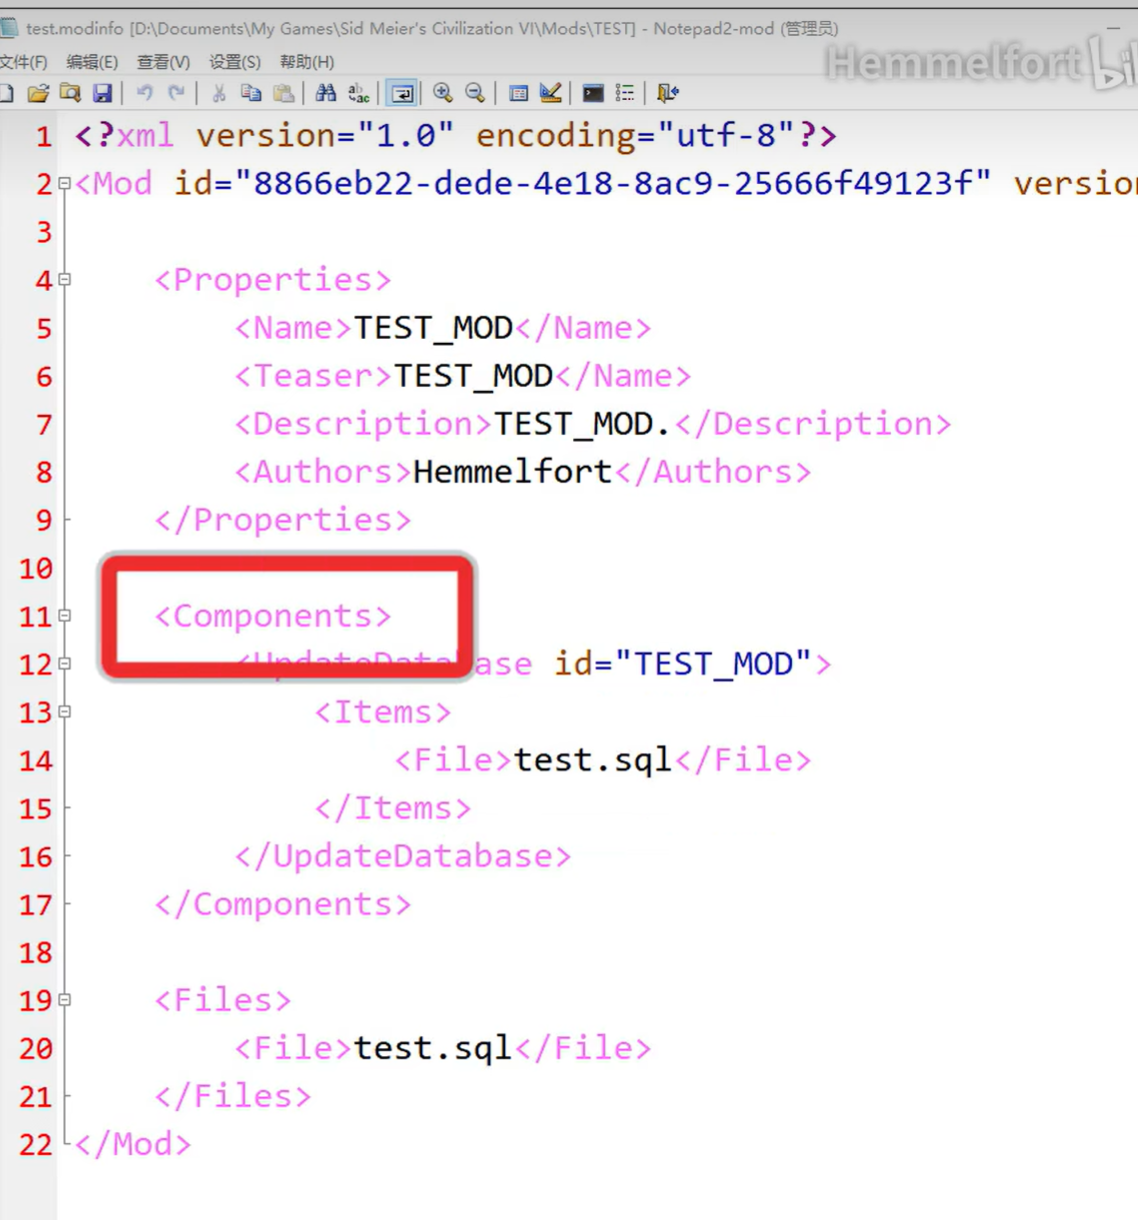 test.modinfo [D:\Documents\My Games\Sid Meier's Civilization VI\Mods\TEST] - Notepad2-mod (管理员)
文件(F) 编辑(E) 查看(V) 设置(S) 帮助(H)
Hemmelfort
1 <?xml version="1.0" encoding="utf-8"?>
2 <Mod id="8866eb22-dede-4e18-8ac9-25666f49123f" version
3
4 <Properties>
5 <Name>TEST_MOD</Name>
6 <Teaser>TEST_MOD</Name>
7 <Description>TEST_MOD.</Description>
8 <Authors>Hemmelfort</Authors>
9 </Properties>
10
11 <Components>
12 <UpdateDatabase id="TEST_MOD">
13 <Items>
14 <File>test.sql</File>
15 </Items>
16 </UpdateDatabase>
17 </Components>
18
19 <Files>
20 <File>test.sql</File>
21 </Files>
22 </Mod>